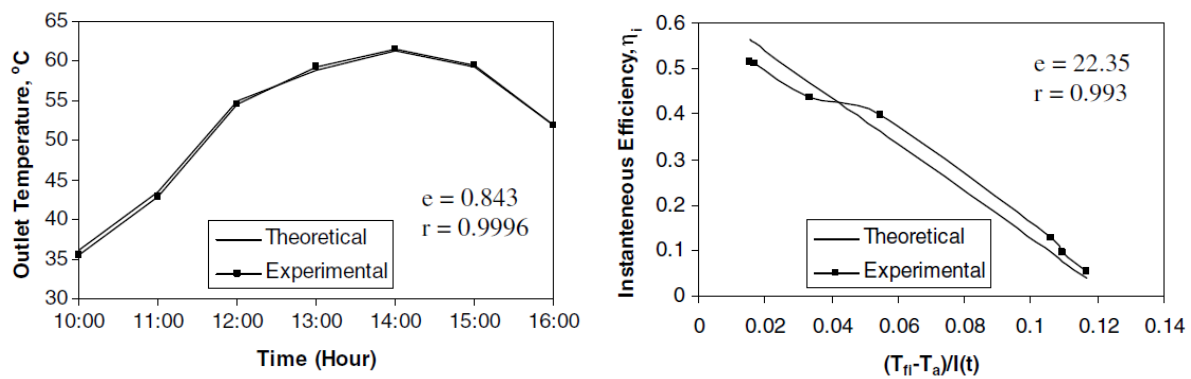 65
60
55
50
45
40
35
30
Outlet Temperature, °C
e = 0.843
r = 0.9996
Theoretical
Experimental
10:00 11:00 12:00 13:00 14:00 15:00 16:00
Time (Hour)
0.6
0.5
0.4
0.3
0.2
0.1
0
Instanteneous Efficiency, ηi
e = 22.35
r = 0.993
Theoretical
Experimental
0 0.02 0.04 0.06 0.08 0.1 0.12 0.14
(Tfi-Ta)/I(t)